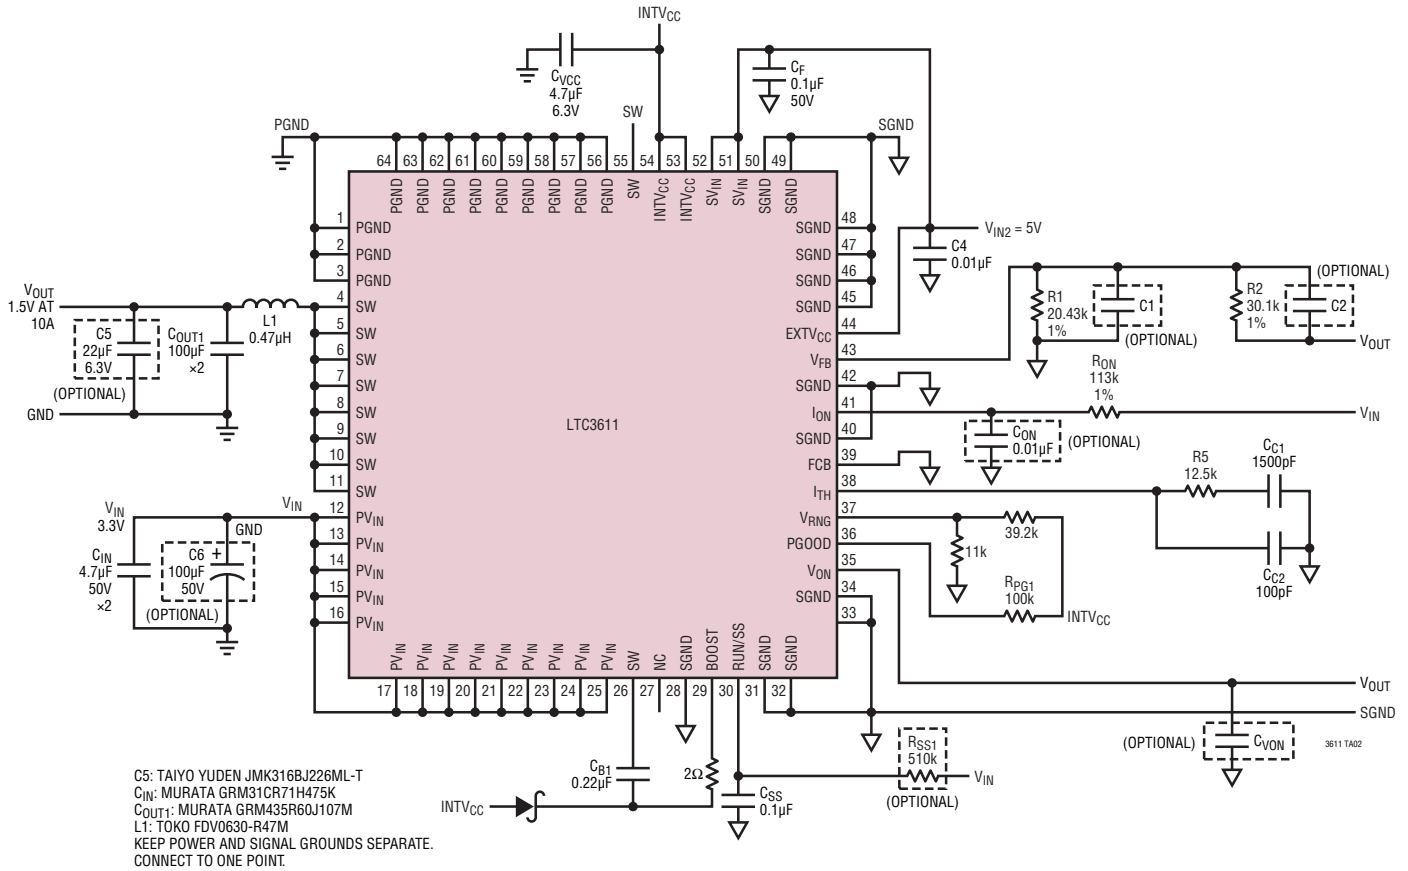 INTVCC
CVCC
4.7µF
6.3V
CF
0.1µF
50V
SW
PGND
SGND
64
63
62
61
60
59
58
57
56
55
54
53
52
51
50
49
PGND
PGND
PGND
PGND
PGND
PGND
PGND
PGND
PGND
SW
INTVCC
INTVCC
SVIN
SVIN
SGND
SGND
1 PGND
2 PGND
3 PGND
4 SW
5 SW
6 SW
7 SW
8 SW
9 SW
10 SW
11 SW
12 PVIN
13 PVIN
14 PVIN
15 PVIN
16 PVIN
LTC3611
SGND 48
SGND 47
SGND 46
SGND 45
EXTVCC 44
VFB 43
SGND 42
ION 41
SGND 40
FCB 39
ITH 38
VRNG 37
PGOOD 36
VON 35
SGND 34
33
PVIN
PVIN
PVIN
PVIN
PVIN
PVIN
PVIN
PVIN
PVIN
SW
NC
SGND
BOOST
RUN/SS
SGND
SGND
17
18
19
20
21
22
23
24
25
26
27
28
29
30
31
32
VOUT
1.5V AT
10A
C5
22µF
6.3V
(OPTIONAL)
COUT1
100µF
×2
L1
0.47µH
GND
VIN
3.3V
VIN
GND
CIN
4.7µF
50V
×2
C6
+
100µF
50V
(OPTIONAL)
VIN2 = 5V
C4
0.01µF
R1
20.43k
1%
C1
(OPTIONAL)
R2
30.1k
1%
(OPTIONAL)
C2
VOUT
RON
113k
1%
VIN
CON
0.01µF
(OPTIONAL)
R5
12.5k
CC1
1500pF
CC2
100pF
39.2k
11k
RPG1
100k
INTVCC
VOUT
SGND
(OPTIONAL)
CVON
3611 TA02
RSS1
510k
VIN
(OPTIONAL)
CB1
0.22µF
2Ω
CSS
0.1µF
INTVCC
C5: TAIYO YUDEN JMK316BJ226ML-T
CIN: MURATA GRM31CR71H475K
COUT1: MURATA GRM435R60J107M
L1: TOKO FDV0630-R47M
KEEP POWER AND SIGNAL GROUNDS SEPARATE.
CONNECT TO ONE POINT.